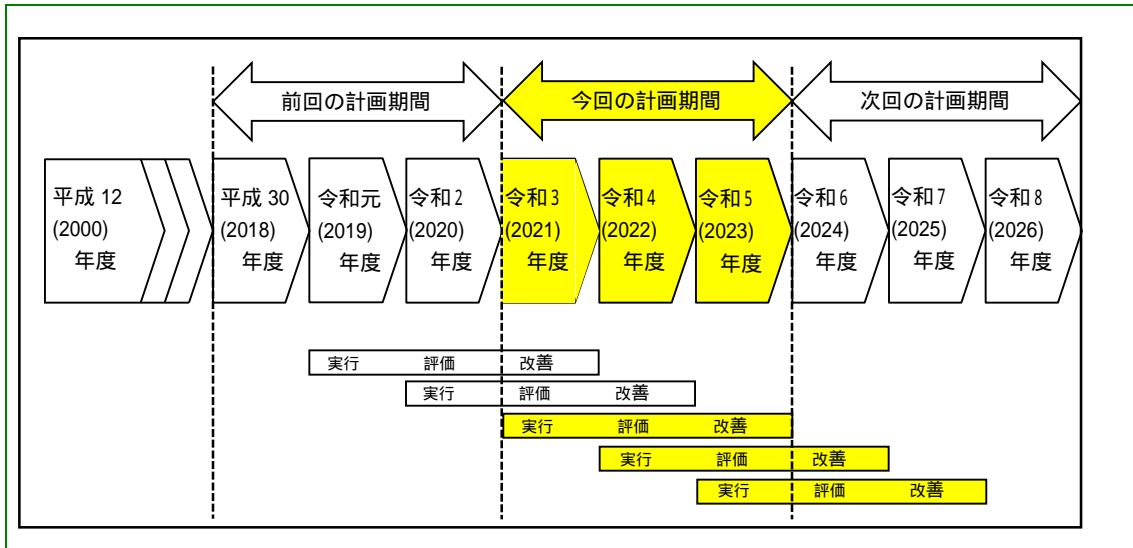 前回の計画期間
今回の計画期間
次回の計画期間
平成 12
(2000)
年度
平成 30
(2018)
年度
令和元
(2019)
年度
令和2
(2020)
年度
令和3
(2021)
年度
令和4
(2022)
年度
令和5
(2023)
年度
令和6
(2024)
年度
令和7
(2025)
年度
令和8
(2026)
年度
実行 評価 改善
実行 評価 改善
実行 評価 改善
実行 評価 改善
実行 評価 改善